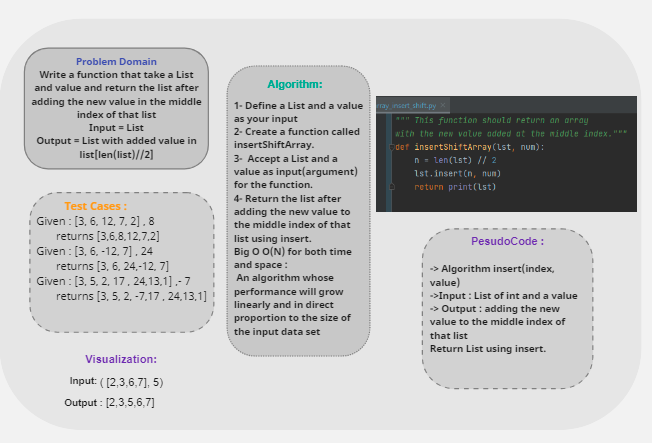 Problem Domain
Write a function that take a List
and value and return the list after
adding the new value in the middle
index of that list
Input = List
Output = List with added value in
list[len(list)//2]
Test Cases :
Given : [3, 6, 12, 7, 2] , 8
returns [3,6,8,12,7,2]
Given : [3, 6, -12, 7] , 24
returns [3, 6, 24,-12, 7]
Given : [3, 5, 2, 17 , 24,13,1] ,- 7
returns [3, 5, 2, -7,17 , 24,13,1]
Visualization:
Input: ( [2,3,6,7], 5)
Output : [2,3,5,6,7]
Algorithm:
1- Define a List and a value
as your input
2- Create a function called
insertShiftArray.
3- Accept a List and a
value as input(argument)
for the function.
4- Return the list after
adding the new value to
the middle index of that
list using insert.
Big O O(N) for both time
and space :
An algorithm whose
performance will grow
linearly and in direct
proportion to the size of
the input data set
rray_insert_shift.py ×
""" This function should return an array
with the new value added at the middle index."""
def insertShiftArray(lst, num):
n = len(lst) // 2
lst.insert(n, num)
return print(lst)
PesudoCode :
-> Algorithm insert(index,
value)
->Input : List of int and a value
-> Output : adding the new
value to the middle index of
that list
Return List using insert.